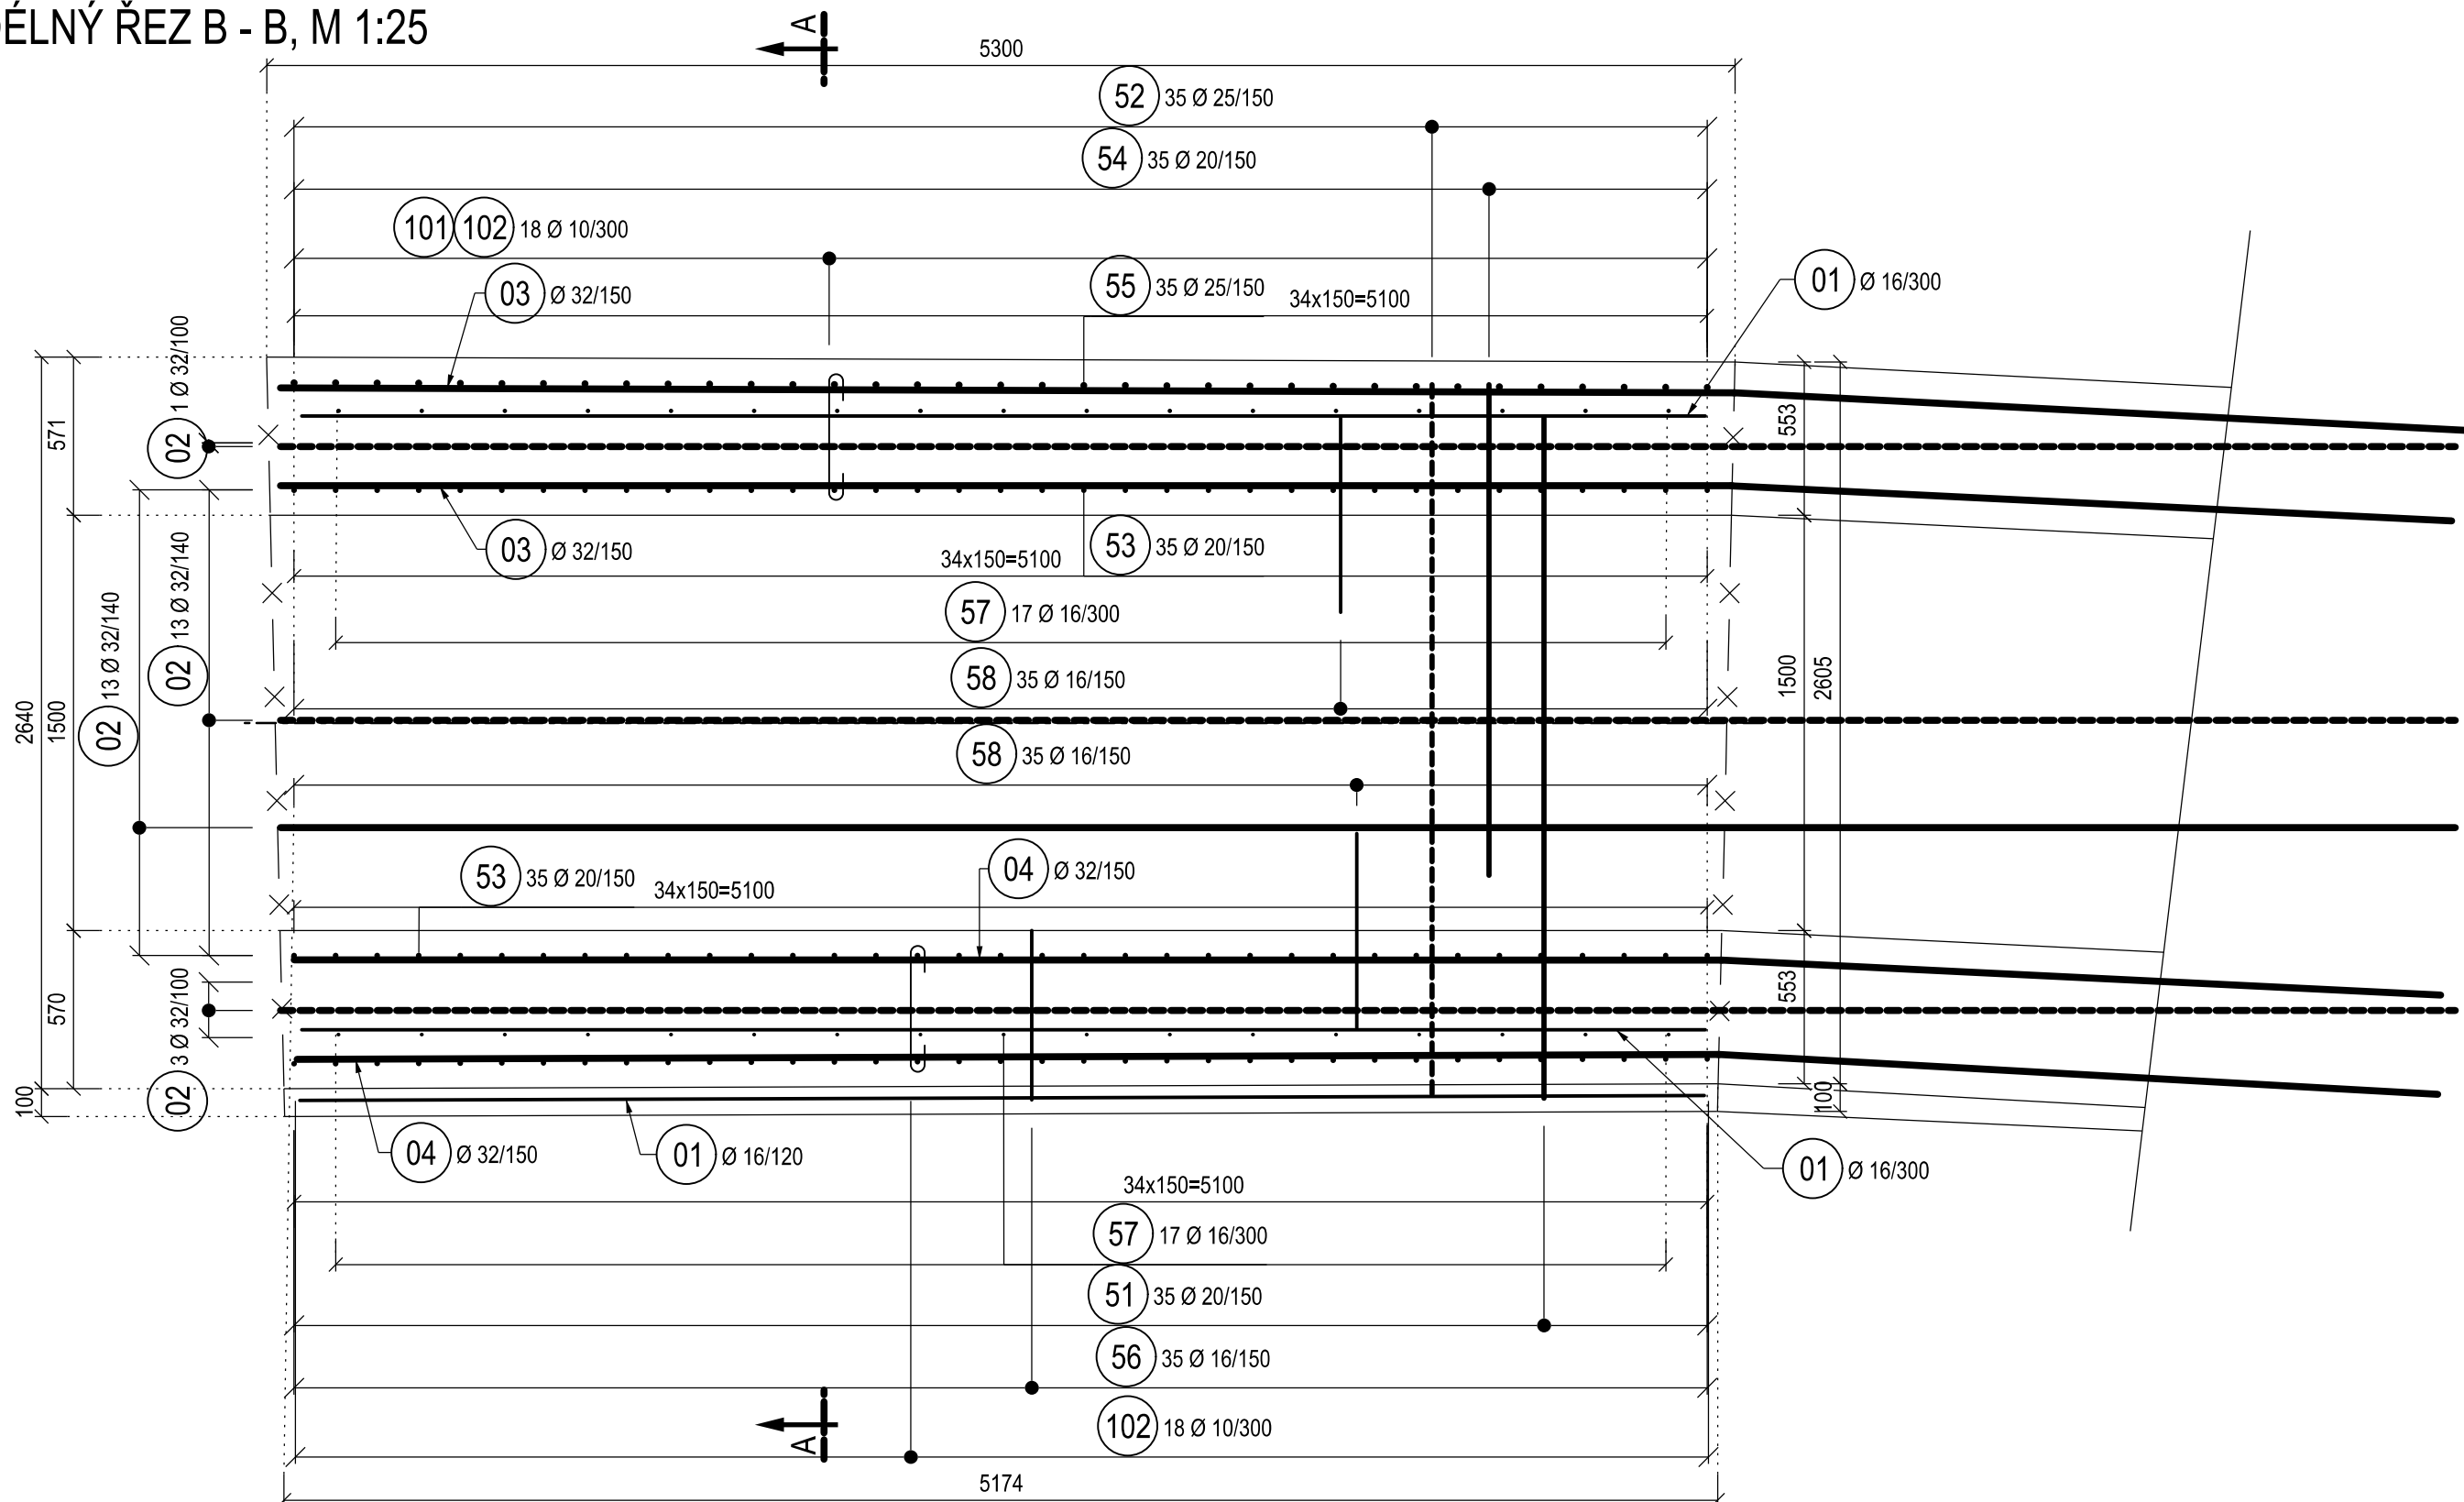 ÉLNÝ ŘEZ B - B, M 1:25
A
5300
52 35 Ø 25/150
54 35 Ø 20/150
101 102 18 Ø 10/300
03 Ø 32/150
55 35 Ø 25/150 34x150=5100
01 Ø 16/300
02 1 Ø 32/100
571
553
03 Ø 32/150
34x150=5100 53 35 Ø 20/150
57 17 Ø 16/300
02 13 Ø 32/140
02 13 Ø 32/140
58 35 Ø 16/150
2640
1500
1500
2605
58 35 Ø 16/150
53 35 Ø 20/150 34x150=5100
04 Ø 32/150
02 3 Ø 32/100
570
553
100
100
04 Ø 32/150
01 Ø 16/120
01 Ø 16/300
34x150=5100
57 17 Ø 16/300
51 35 Ø 20/150
56 35 Ø 16/150
102 18 Ø 10/300
A
5174